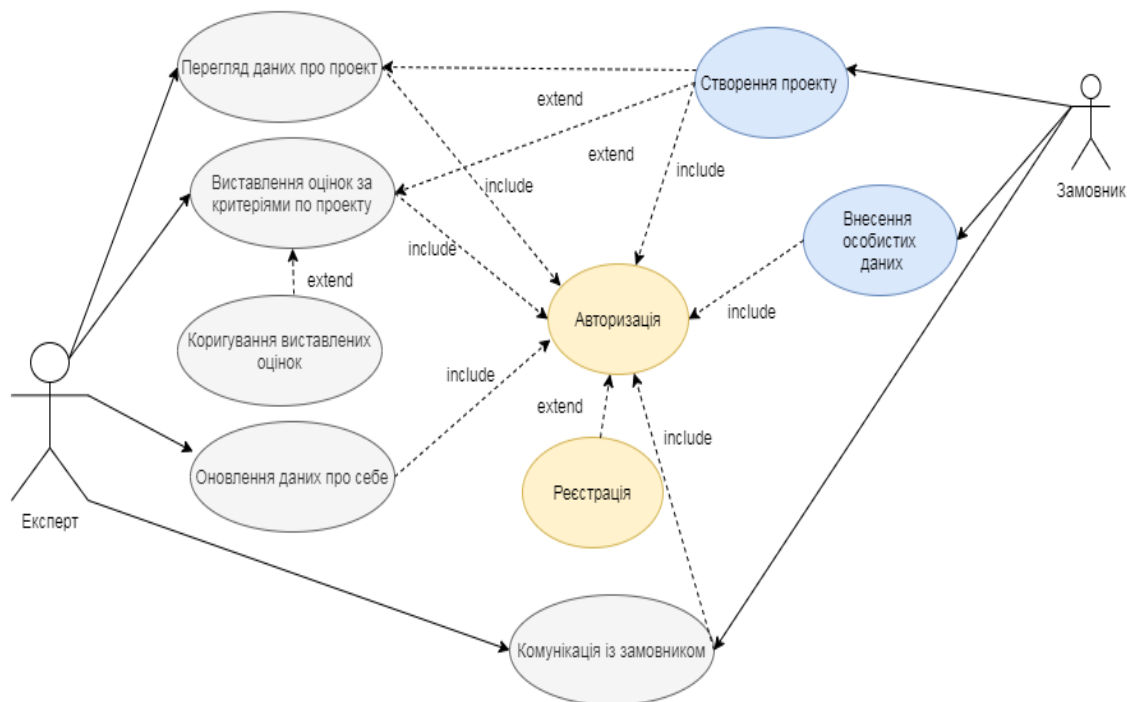 Перегляд даних про проект
Створення проекту
extend
extend
Замовник
Виставлення оцінок за
критеріями по проекту
include
include
Внесення
особистих
даних
include
extend
Авторизація
include
Коригування виставлених
оцінок
include
extend
include
Оновлення даних про себе
Реєстрація
Експерт
Комунікація із замовником